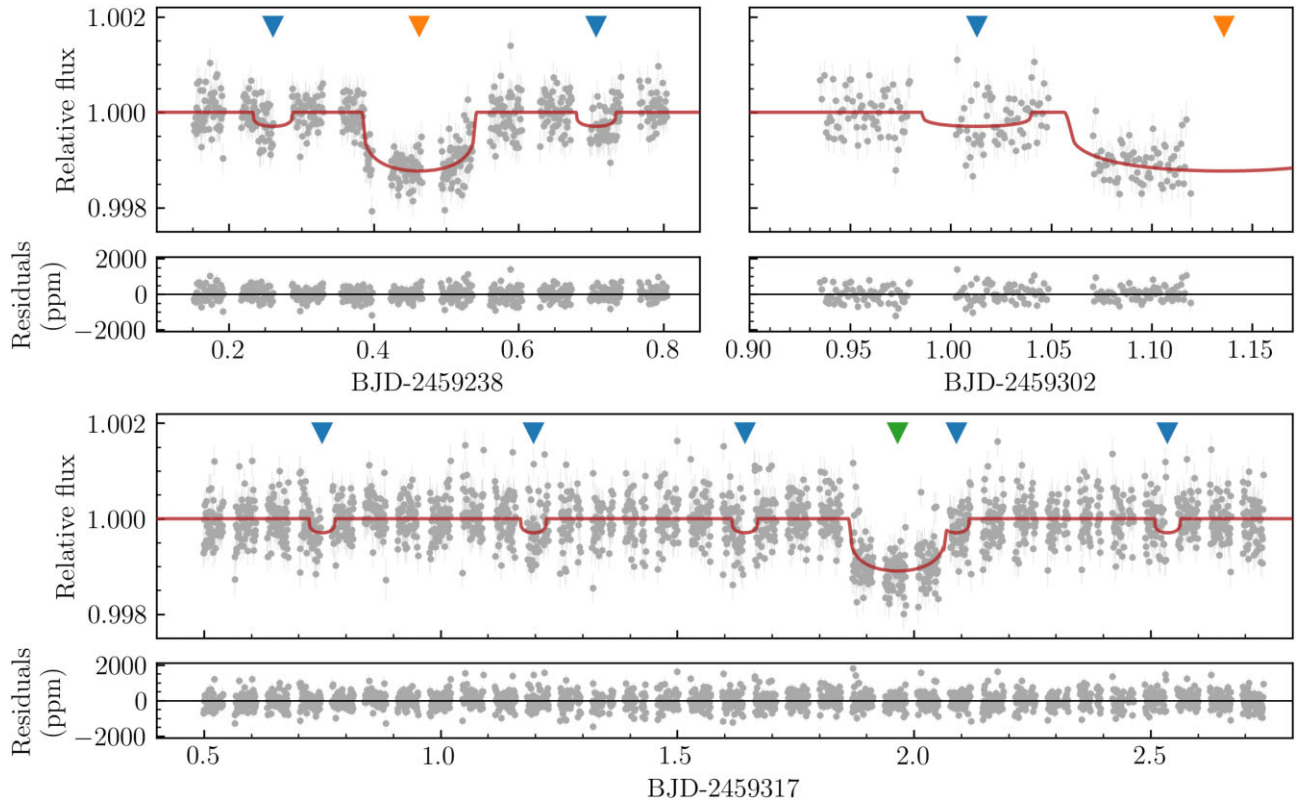 1.002
1.000
0.998
Relative flux
2000
0
−2000
Residuals
(ppm)
0.2 0.4 0.6 0.8
BJD-2459238
0.90 0.95 1.00 1.05 1.10 1.15
BJD-2459302
1.002
1.000
0.998
Relative flux
2000
0
−2000
Residuals
(ppm)
0.5 1.0 1.5 2.0 2.5
BJD-2459317